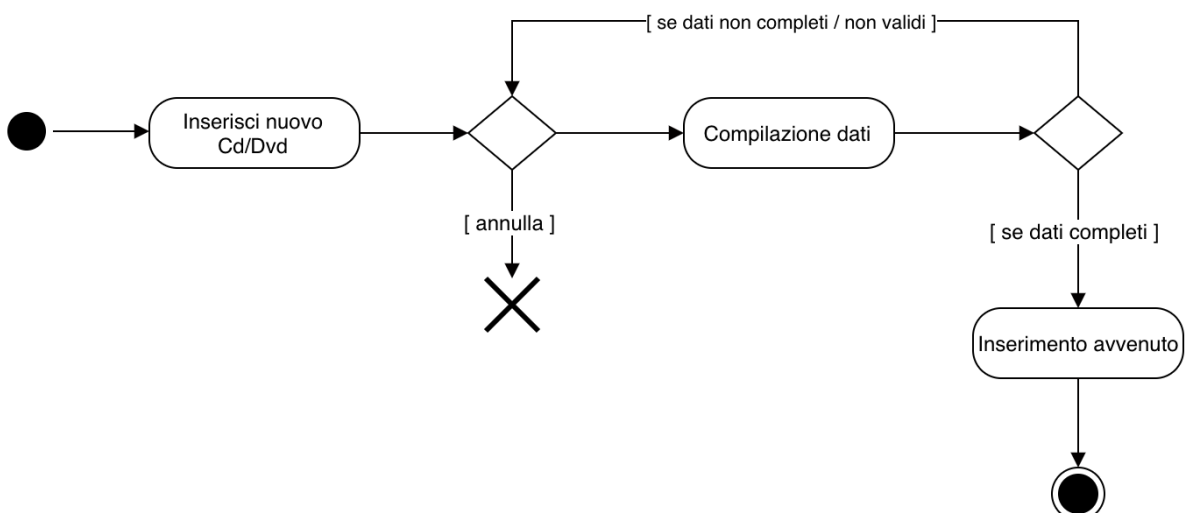 [ se dati non completi / non validi ]
Inserisci nuovo
Cd/Dvd
Compilazione dati
[ annulla ]
[ se dati completi ]
Inserimento avvenuto